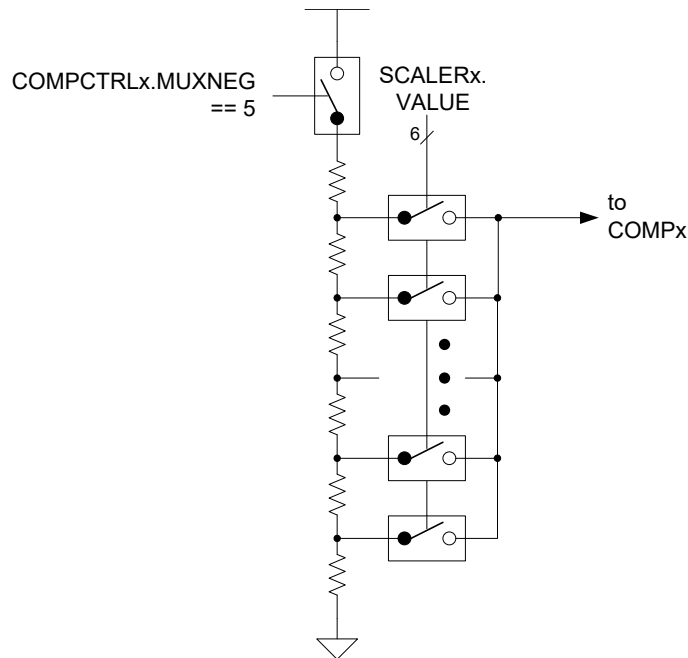 COMPCTRLx.MUXNEG
== 5
SCALERx.
VALUE
6
to
COMPx